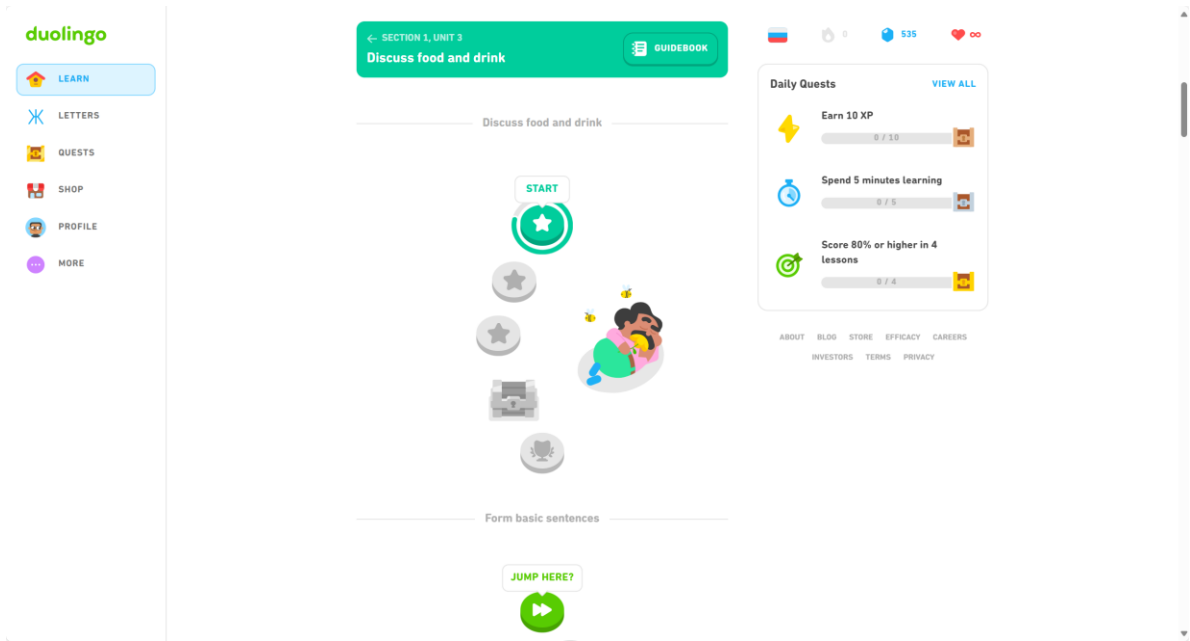 duolingo
LEARN
LETTERS
QUESTS
SHOP
PROFILE
MORE
← SECTION 1, UNIT 3
Discuss food and drink
GUIDEBOOK
Discuss food and drink
START
Form basic sentences
JUMP HERE?
0
535
∞
Daily Quests
VIEW ALL
Earn 10 XP
0 / 10
Spend 5 minutes learning
0 / 5
Score 80% or higher in 4
lessons
0 / 4
ABOUT BLOG STORE EFFICACY CAREERS
INVESTORS TERMS PRIVACY